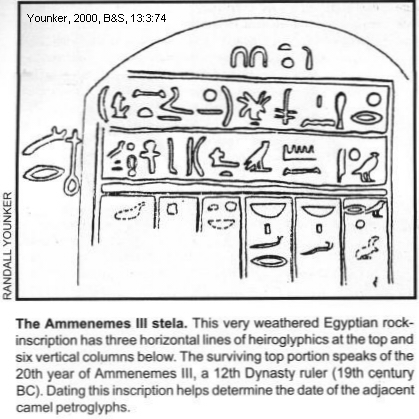 Younker, 2000, B&S, 13:3:74
RANDALL YOUNKER
The Ammenemes III stela. This very weathered Egyptian rock-
inscription has three horizontal lines of heiroglyphics at the top and
six vertical columns below. The surviving top portion speaks of the
20th year of Ammenemes III, a 12th Dynasty ruler (19th century
BC). Dating this inscription helps determine the date of the adjacent
camel petroglyphs.